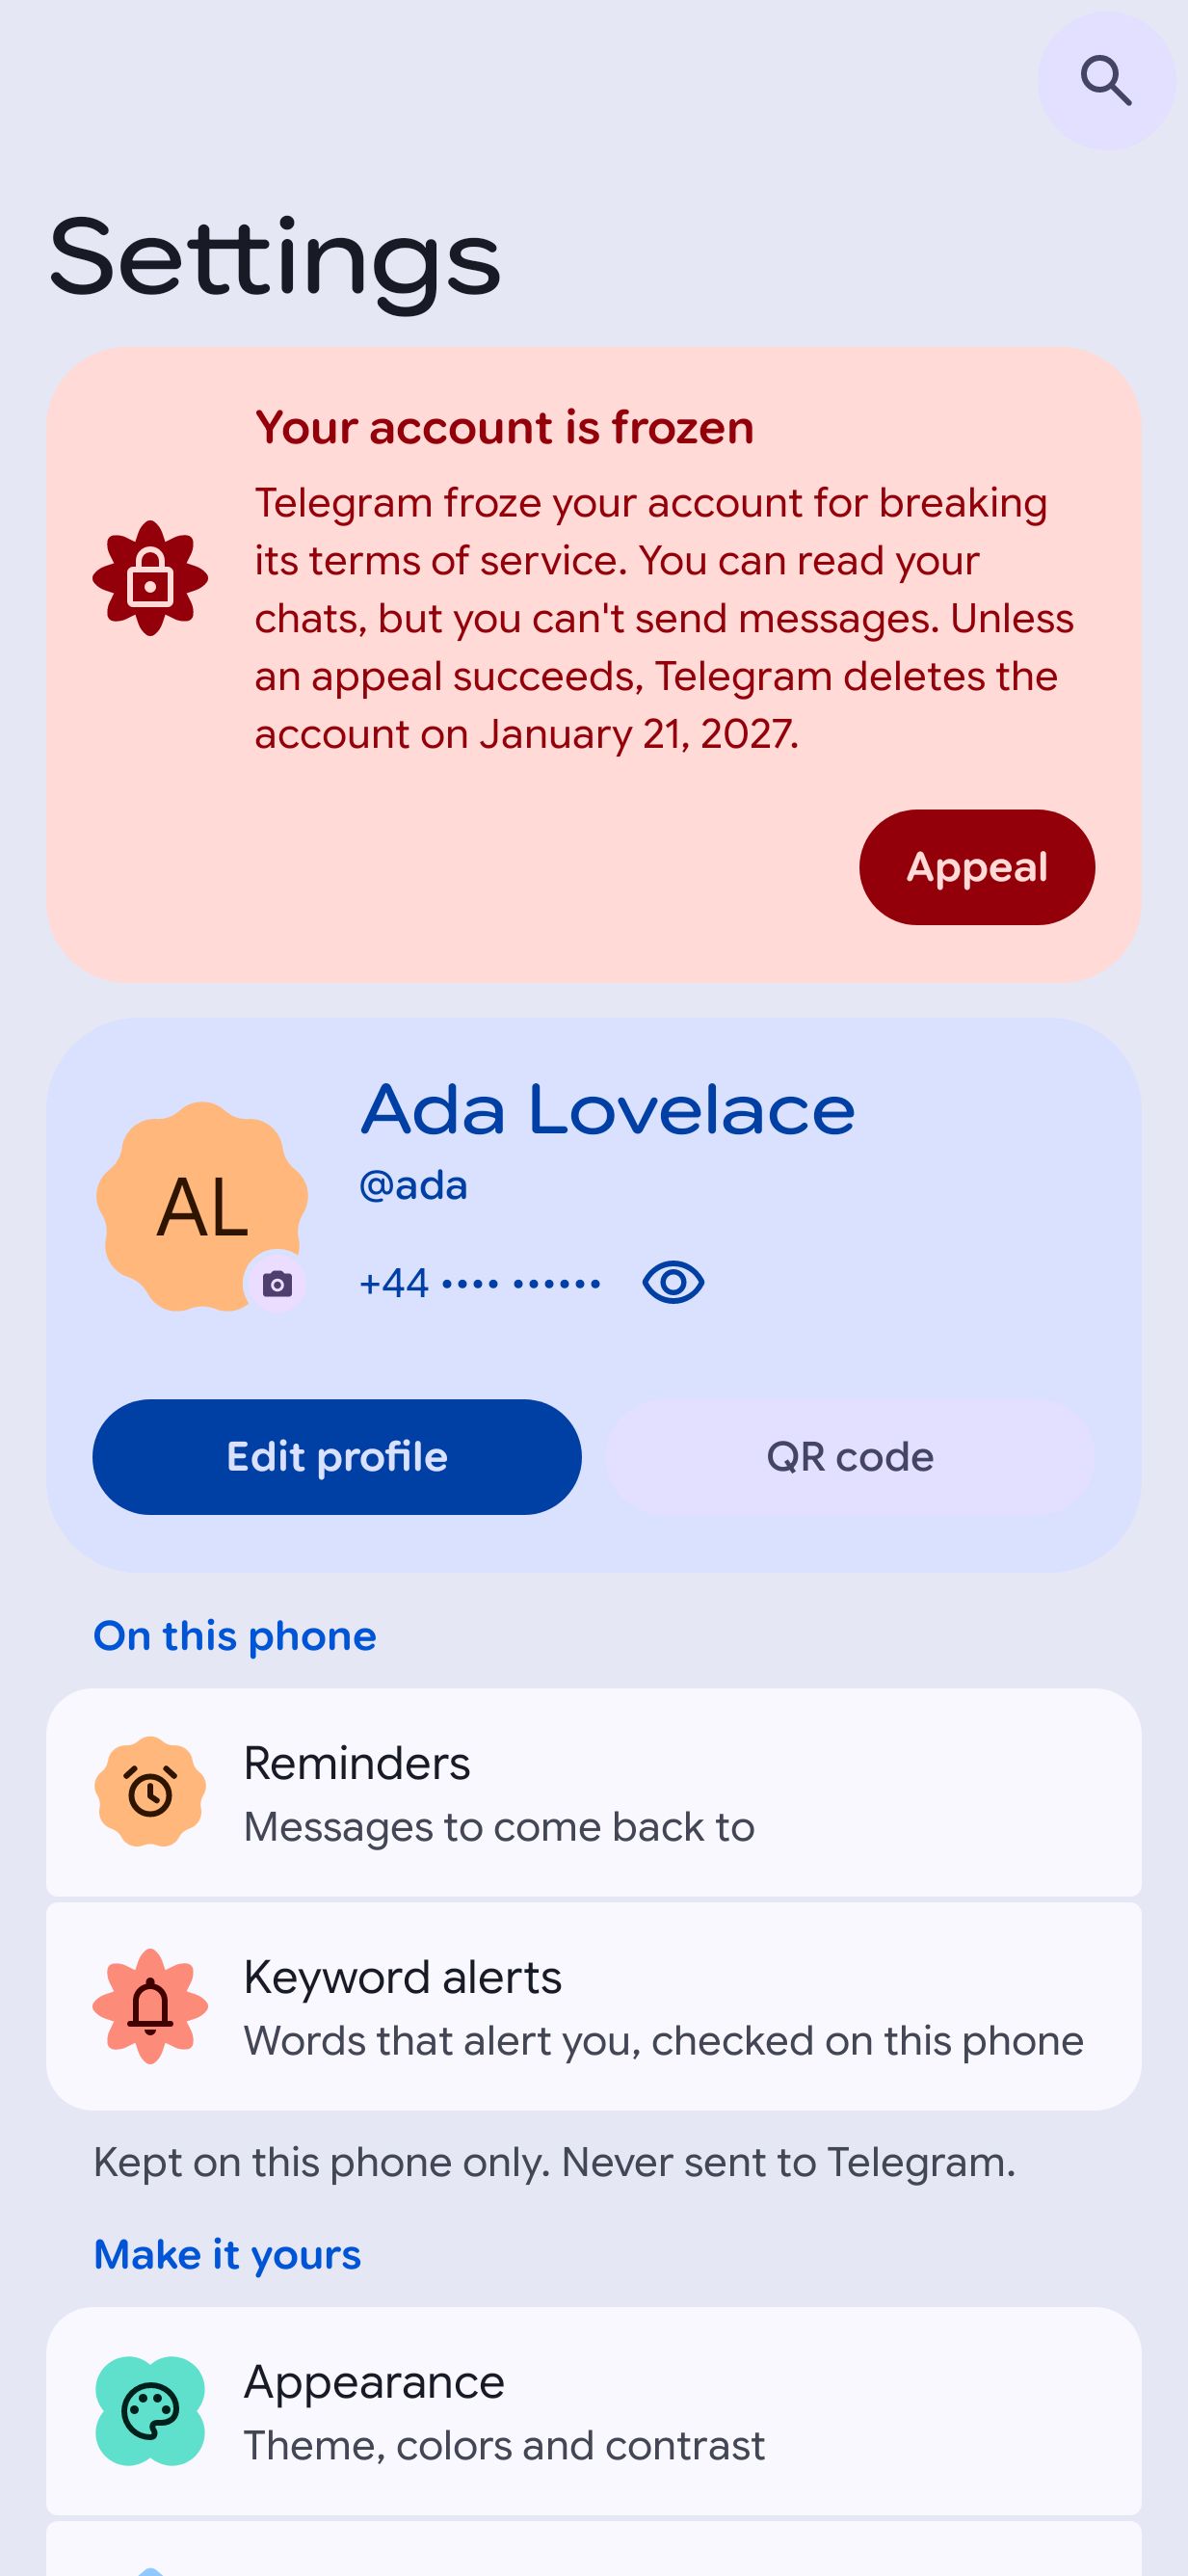 Settings
Your account is frozen
Telegram froze your account for breaking
its terms of service. You can read your
chats, but you can't send messages. Unless
an appeal succeeds, Telegram deletes the
account on January 21, 2027.
Appeal
AL
Ada Lovelace
@ada
+44 •••• ••••••
Edit profile
QR code
On this phone
Reminders
Messages to come back to
Keyword alerts
Words that alert you, checked on this phone
Kept on this phone only. Never sent to Telegram.
Make it yours
Appearance
Theme, colors and contrast